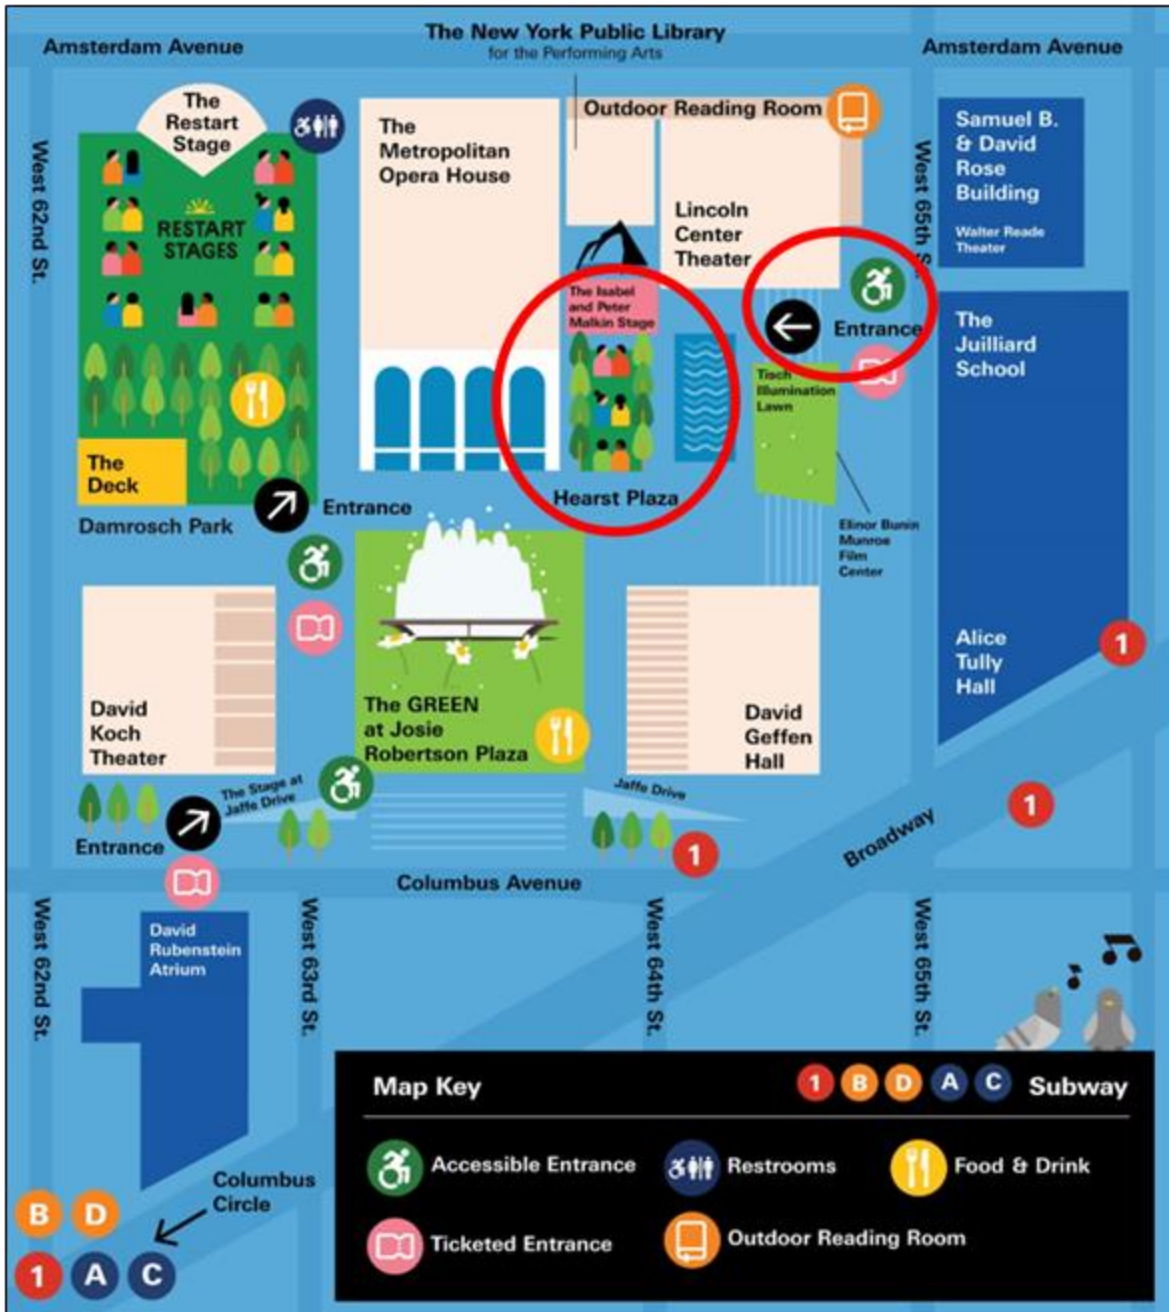 The New York Public Library
for the Performing Arts
Amsterdam Avenue
Amsterdam Avenue
The
Restart
Stage
RESTART
STAGES
The
Metropolitan
Opera House
Outdoor Reading Room
Lincoln
Center
Theater
Samuel B.
& David
Rose
Building
Walter Reade
Theater
West 62nd St.
West 65th St.
The Isabel
and Peter
Malkin Stage
Entrance
The
Juilliard
School
Tisch
Illumination
Lawn
The
Deck
Damrosch Park
Entrance
Hearst Plaza
Elinor Bunin
Munroe
Film
Center
Alice
Tully
Hall
1
David
Koch
Theater
The GREEN
at Josie
Robertson Plaza
David
Geffen
Hall
The Stage at
Jaffe Drive
Jaffe Drive
1
Entrance
1
Broadway
Columbus Avenue
West 62nd St.
David
Rubenstein
Atrium
West 63rd St.
West 64th St.
West 65th St.
Map Key
1 B D A C Subway
Accessible Entrance
Restrooms
Food & Drink
Ticketed Entrance
Outdoor Reading Room
Columbus
Circle
B D
1 A C